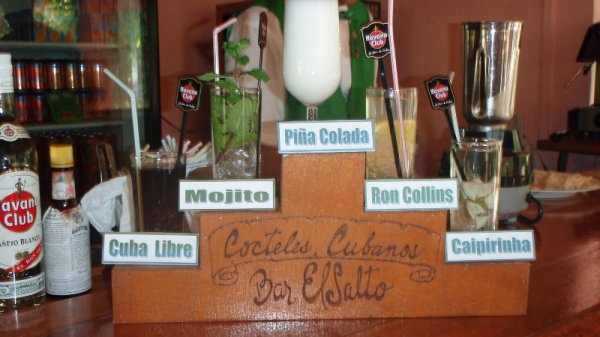 Piña Colada
Mojito
Ron Collins
Cuba Libre
Caipirinha
Cocteles Cubanos
Bar El Salto
Havana
Club
AÑEJO BLANCO
Havana
Club
Havana
Club
Havana
Club